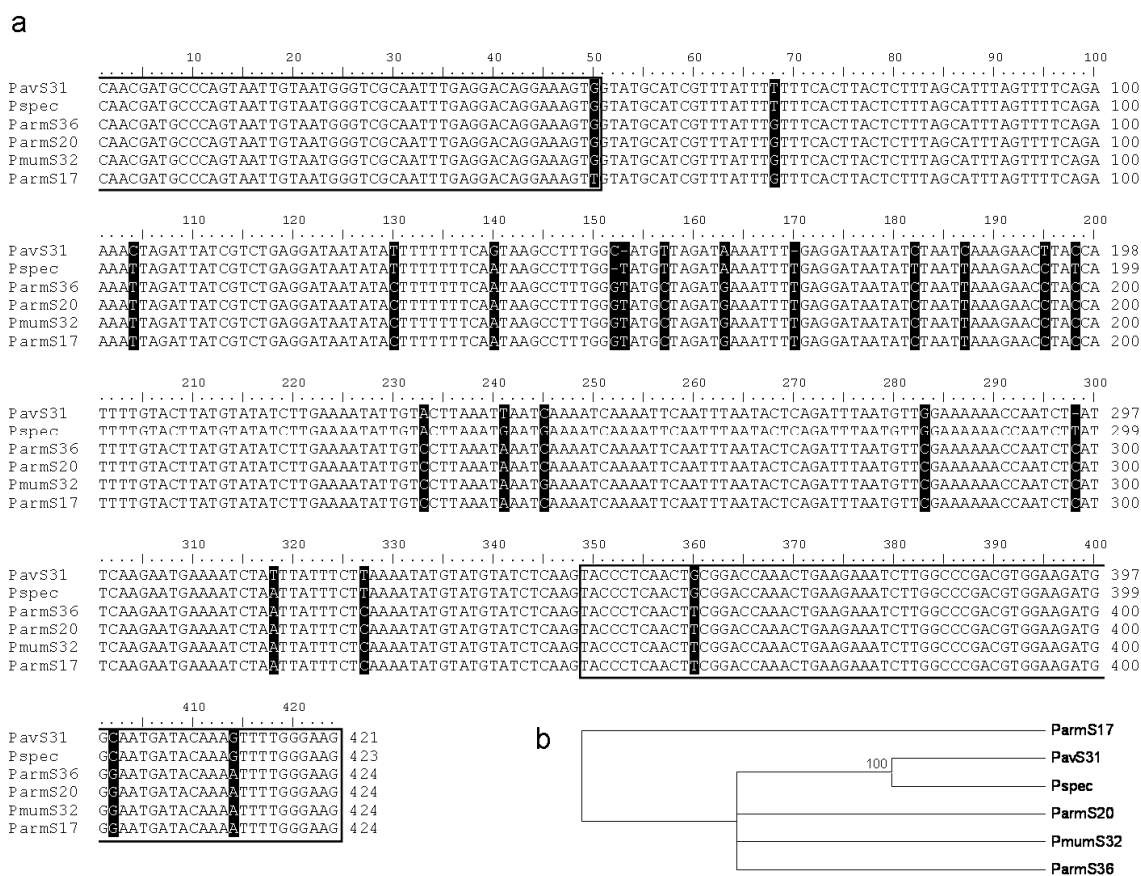 a
10 20 30 40 50 60 70 80 90 100
PavS31 CAACGATGCCCAGTAATTGTAATGGGTCGCAATTTGAGGACAGGAAAGTGGTATGCATCGTTTATTTTTTTCACTTACTCTTTAGCATTTAGTTTTCAGA 100
Pspec CAACGATGCCCAGTAATTGTAATGGGTCGCAATTTGAGGACAGGAAAGTGGTATGCATCGTTTATTTTTTTCACTTACTCTTTAGCATTTAGTTTTCAGA 100
ParmS36 CAACGATGCCCAGTAATTGTAATGGGTCGCAATTTGAGGACAGGAAAGTGGTATGCATCGTTTATTTGTTTCACTTACTCTTTAGCATTTAGTTTTCAGA 100
ParmS20 CAACGATGCCCAGTAATTGTAATGGGTCGCAATTTGAGGACAGGAAAGTGGTATGCATCGTTTATTTGTTTCACTTACTCTTTAGCATTTAGTTTTCAGA 100
PmumS32 CAACGATGCCCAGTAATTGTAATGGGTCGCAATTTGAGGACAGGAAAGTGGTATGCATCGTTTATTTGTTTCACTTACTCTTTAGCATTTAGTTTTCAGA 100
ParmS17 CAACGATGCCCAGTAATTGTAATGGGTCGCAATTTGAGGACAGGAAAGTTGTATGCATCGTTTATTTGTTTCACTTACTCTTTAGCATTTAGTTTTCAGA 100
110 120 130 140 150 160 170 180 190 200
PavS31 AAACTAGATTATCGTCTGAGGATAATATATTTTTTTTCAGTAAGCCTTTGGC-ATGTTAGATAAAATTT-GAGGATAATATCTAATCAAAGAACTTACCA 198
Pspec AAATTAGATTATCGTCTGAGGATAATATATTTTTTTTCAATAAGCCTTTGG-TATGTTAGATAAAATTTTGAGGATAATATTTAATTAAAGAACCTATCA 199
ParmS36 AAATTAGATTATCGTCTGAGGATAATATACTTTTTTTCAATAAGCCTTTGGGTATGCTAGATGAAATTTTGAGGATAATATCTAATTAAAGAACCTACCA 200
ParmS20 AAATTAGATTATCGTCTGAGGATAATATACTTTTTTTCAATAAGCCTTTGGGTATGCTAGATGAAATTTTGAGGATAATATCTAATTAAAGAACCTACCA 200
PmumS32 AAATTAGATTATCGTCTGAGGATAATATACTTTTTTTCAATAAGCCTTTGGGTATGCTAGATGAAATTTTGAGGATAATATCTAATTAAAGAACCTACCA 200
ParmS17 AAATTAGATTATCGTCTGAGGATAATATACTTTTTTTCAATAAGCCTTTGGGTATGCTAGATGAAATTTTGAGGATAATATCTAATTAAAGAACCTACCA 200
210 220 230 240 250 260 270 280 290 300
PavS31 TTTTGTACTTATGTATATCTTGAAAATATTGTACTTAAATTAATCAAAATCAAAATTCAATTTAATACTCAGATTTAATGTTGGAAAAAACCAATCT-AT 297
Pspec TTTTGTACTTATGTATATCTTGAAAATATTGTACTTAAATGAATGAAAATCAAAATTCAATTTAATACTCAGATTTAATGTTGGAAAAAACCAATCTTAT 299
ParmS36 TTTTGTACTTATGTATATCTTGAAAATATTGTCCTTAAATAAATCAAAATCAAAATTCAATTTAATACTCAGATTTAATGTTCGAAAAAACCAATCTCAT 300
ParmS20 TTTTGTACTTATGTATATCTTGAAAATATTGTCCTTAAATAAATCAAAATCAAAATTCAATTTAATACTCAGATTTAATGTTCGAAAAAACCAATCTCAT 300
PmumS32 TTTTGTACTTATGTATATCTTGAAAATATTGTCCTTAAATAAATGAAAATCAAAATTCAATTTAATACTCAGATTTAATGTTCGAAAAAACCAATCTCAT 300
ParmS17 TTTTGTACTTATGTATATCTTGAAAATATTGTCCTTAAATAAATCAAAATCAAAATTCAATTTAATACTCAGATTTAATGTTCGAAAAAACCAATCTCAT 300
310 320 330 340 350 360 370 380 390 400
PavS31 TCAAGAATGAAAATCTATTTATTTCTTAAAATATGTATGTATCTCAAGTACCCTCAACTGCGGACCAAACTGAAGAAATCTTGGCCCGACGTGGAAGATG 397
Pspec TCAAGAATGAAAATCTAATTATTTCTTAAAATATGTATGTATCTCAAGTACCCTCAACTGCGGACCAAACTGAAGAAATCTTGGCCCGACGTGGAAGATG 399
ParmS36 TCAAGAATGAAAATCTAATTATTTCTCAAAATATGTATGTATCTCAAGTACCCTCAACTTCGGACCAAACTGAAGAAATCTTGGCCCGACGTGGAAGATG 400
ParmS20 TCAAGAATGAAAATCTAATTATTTCTCAAAATATGTATGTATCTCAAGTACCCTCAACTTCGGACCAAACTGAAGAAATCTTGGCCCGACGTGGAAGATG 400
PmumS32 TCAAGAATGAAAATCTAATTATTTCTCAAAATATGTATGTATCTCAAGTACCCTCAACTTCGGACCAAACTGAAGAAATCTTGGCCCGACGTGGAAGATG 400
ParmS17 TCAAGAATGAAAATCTAATTATTTCTCAAAATATGTATGTATCTCAAGTACCCTCAACTTCGGACCAAACTGAAGAAATCTTGGCCCGACGTGGAAGATG 400
410 420
PavS31 GCAATGATACAAAGTTTTGGGAAG 421
Pspec GCAATGATACAAAGTTTTGGGAAG 423
ParmS36 GGAATGATACAAAATTTTGGGAAG 424
ParmS20 GGAATGATACAAAATTTTGGGAAG 424
PmumS32 GGAATGATACAAAATTTTGGGAAG 424
ParmS17 GGAATGATACAAAATTTTGGGAAG 424
b
ParmS17
PavS31
100
Pspec
ParmS20
PmumS32
ParmS36